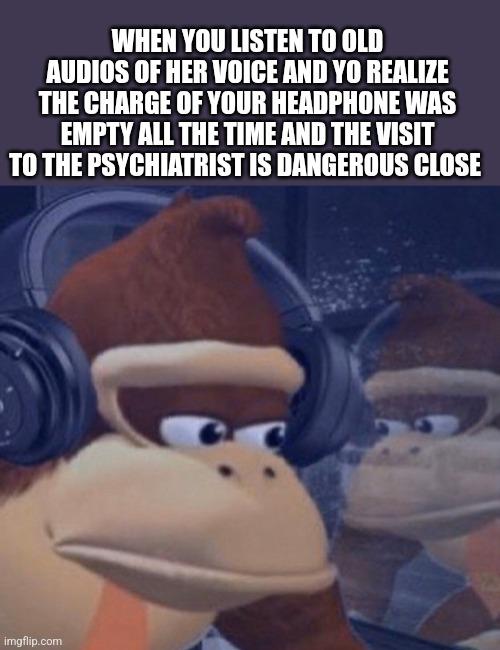 WHEN YOU LISTEN TO OLD
AUDIOS OF HER VOICE AND YO REALIZE
THE CHARGE OF YOUR HEADPHONE WAS
EMPTY ALL THE TIME AND THE VISIT
TO THE PSYCHIATRIST IS DANGEROUS CLOSE
imgflip.com